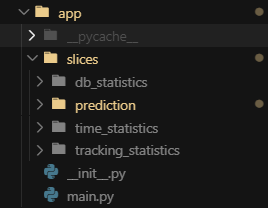 app
__pycache__
slices
db_statistics
prediction
time_statistics
tracking_statistics
__init__.py
main.py